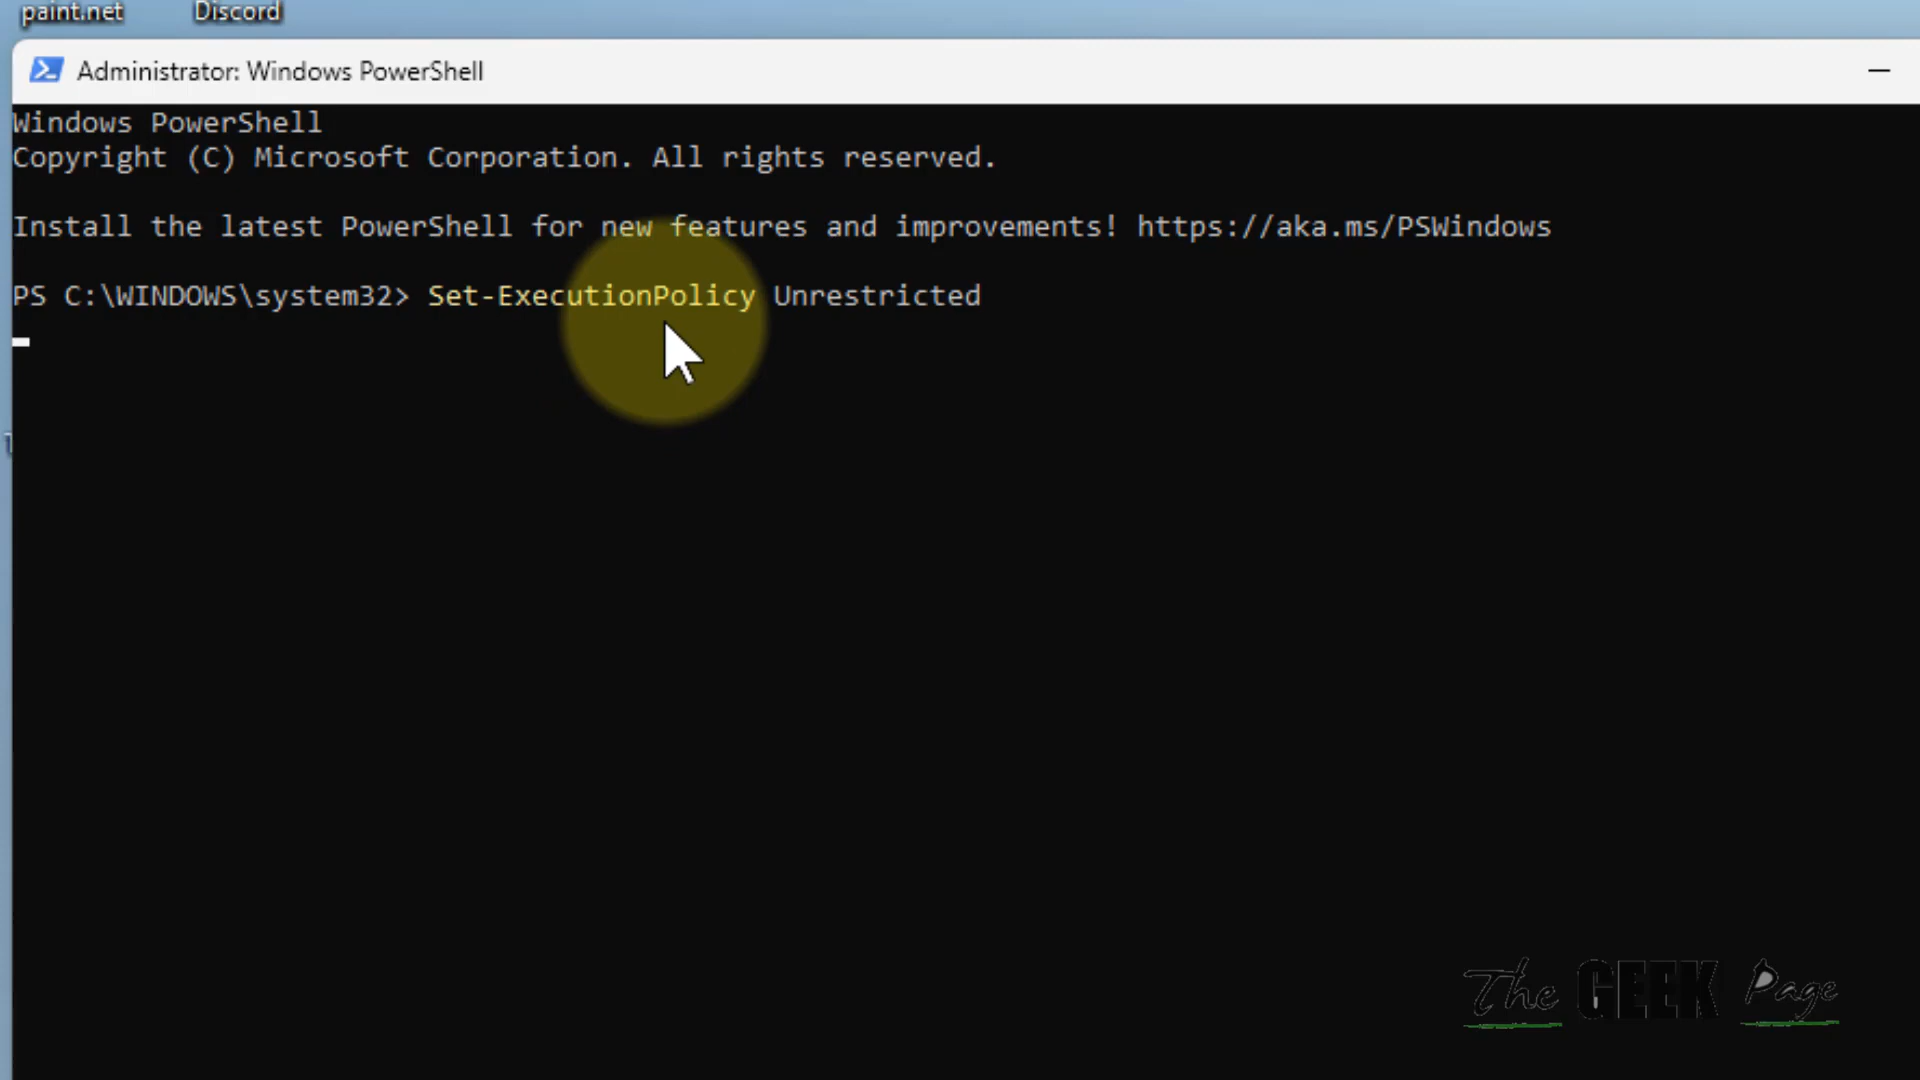 paint.net Discord
Administrator: Windows PowerShell
Windows PowerShell
Copyright (C) Microsoft Corporation. All rights reserved.
Install the latest PowerShell for new features and improvements! https://aka.ms/PSWindows
PS C:\WINDOWS\system32> Set-ExecutionPolicy Unrestricted
The GEEK Page